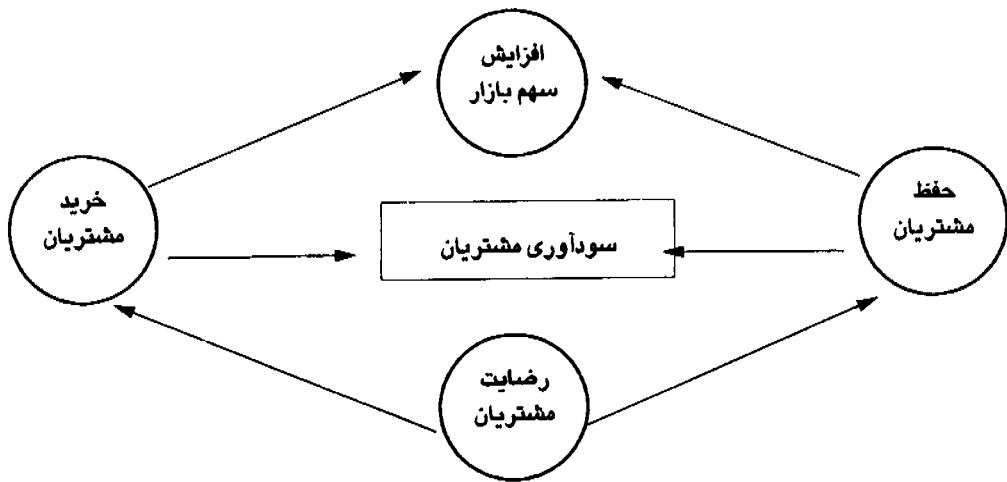 افزایش
سهم بازار
خرید
مشتریان
حفظ
مشتریان
سودآوری مشتریان
رضایت
مشتریان